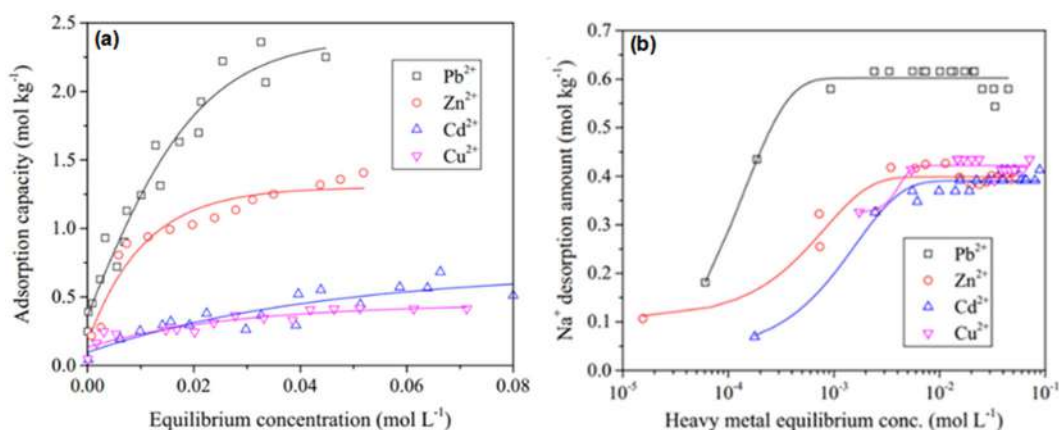 (a)
2.5
2.0
1.5
1.0
0.5
0.0
Adsorption capacity (mol kg⁻¹)
0.00 0.02 0.04 0.06 0.08
Equilibrium concentration (mol L⁻¹)
Pb²⁺
Zn²⁺
Cd²⁺
Cu²⁺
(b)
0.7
0.6
0.5
0.4
0.3
0.2
0.1
0.0
Na⁺ desorption amount (mol kg⁻¹)
10⁻⁵ 10⁻⁴ 10⁻³ 10⁻² 10⁻¹
Heavy metal equilibrium conc. (mol L⁻¹)
Pb²⁺
Zn²⁺
Cd²⁺
Cu²⁺